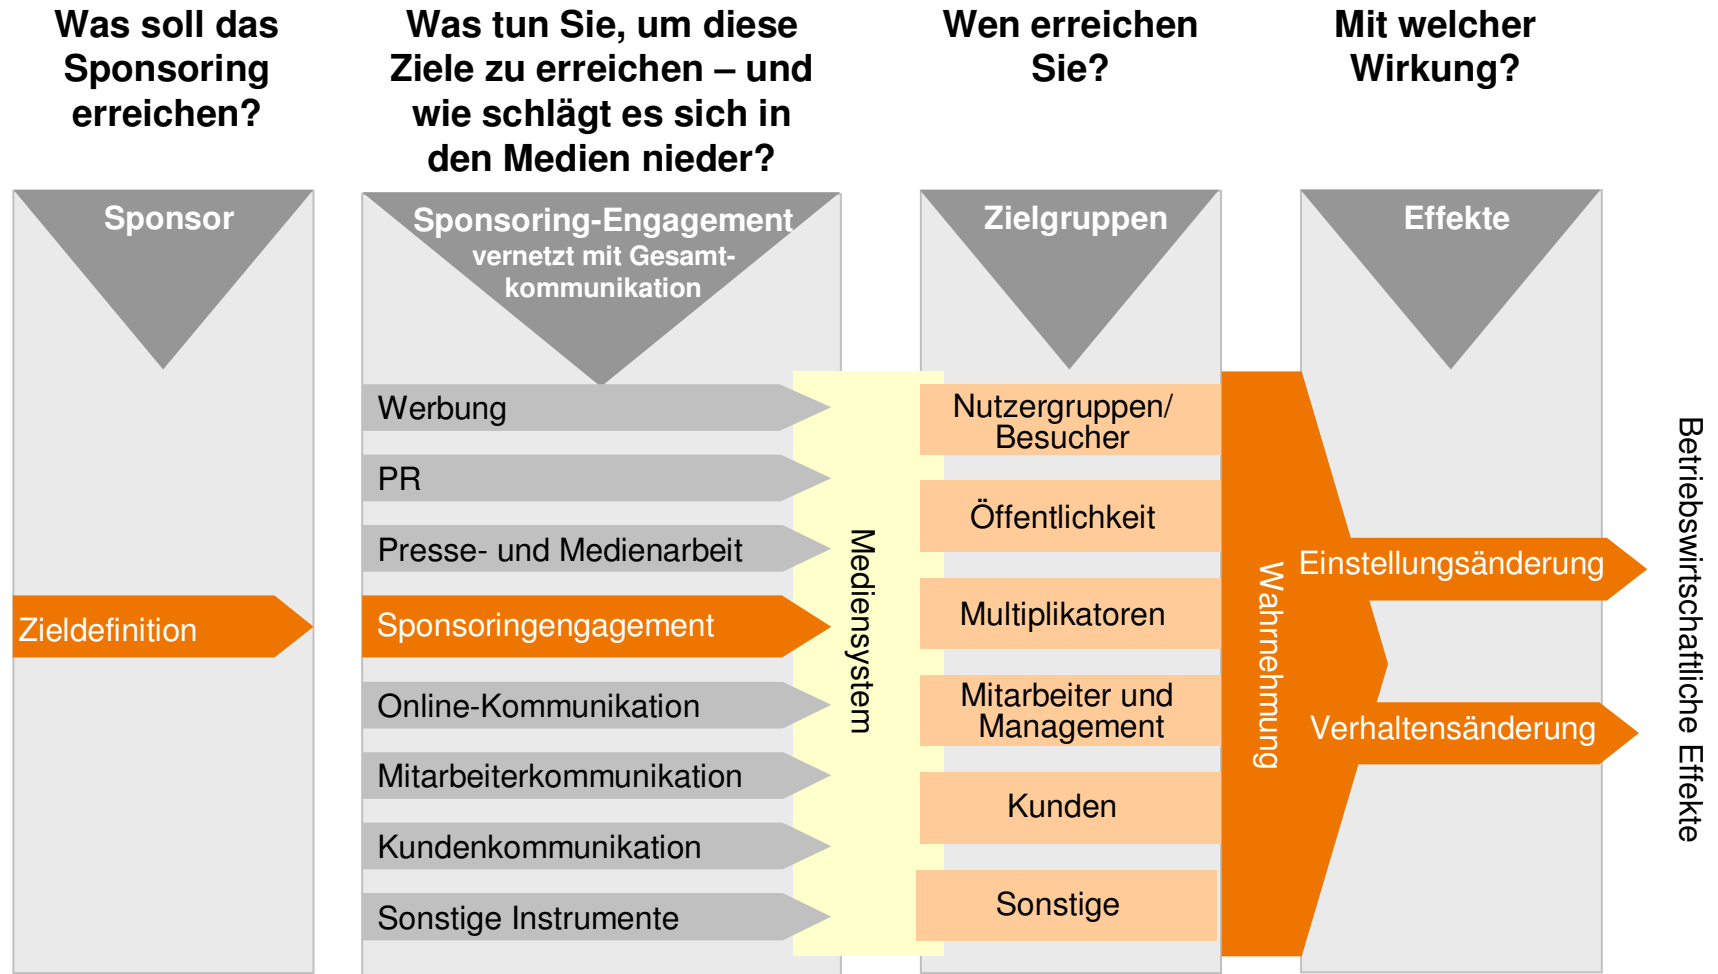 Was soll das
Sponsoring
erreichen?
Was tun Sie, um diese
Ziele zu erreichen – und
wie schlägt es sich in
den Medien nieder?
Wen erreichen
Sie?
Mit welcher
Wirkung?
Sponsor
Zieldefinition
Sponsoring-Engagement
vernetzt mit Gesamt-
kommunikation
Werbung
PR
Presse- und Medienarbeit
Sponsoringengagement
Online-Kommunikation
Mitarbeiterkommunikation
Kundenkommunikation
Sonstige Instrumente
Mediensystem
Zielgruppen
Nutzergruppen/
Besucher
Öffentlichkeit
Multiplikatoren
Mitarbeiter und
Management
Kunden
Sonstige
Wahrnehmung
Effekte
Einstellungsänderung
Verhaltensänderung
Betriebswirtschaftliche Effekte